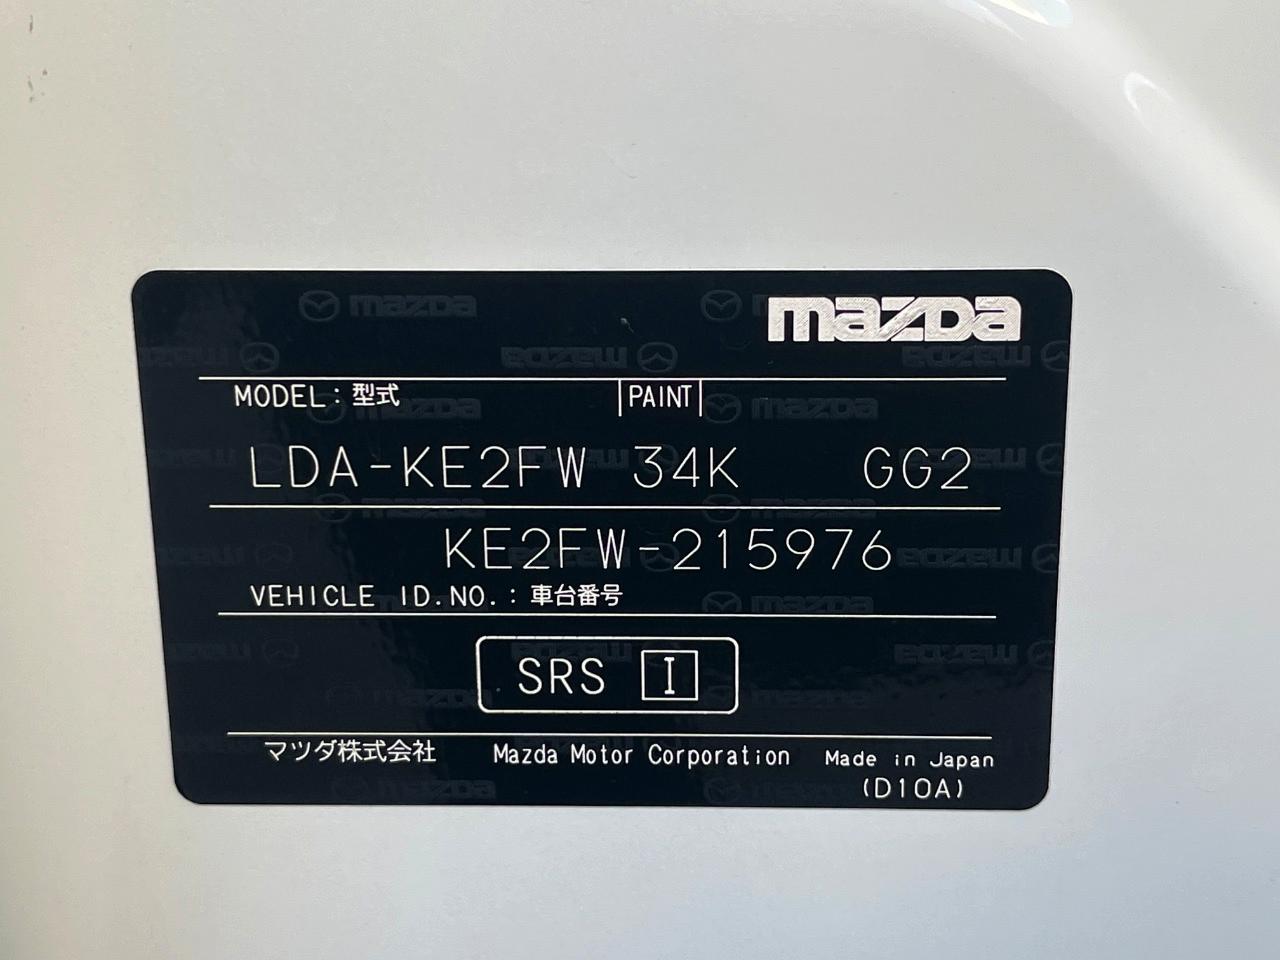 mazda
MODEL: 型式 PAINT
LDA-KE2FW 34K GG2
KE2FW-215976
VEHICLE ID.NO.: 車台番号
SRS I
マツダ株式会社 Mazda Motor Corporation Made in Japan
(D10A)